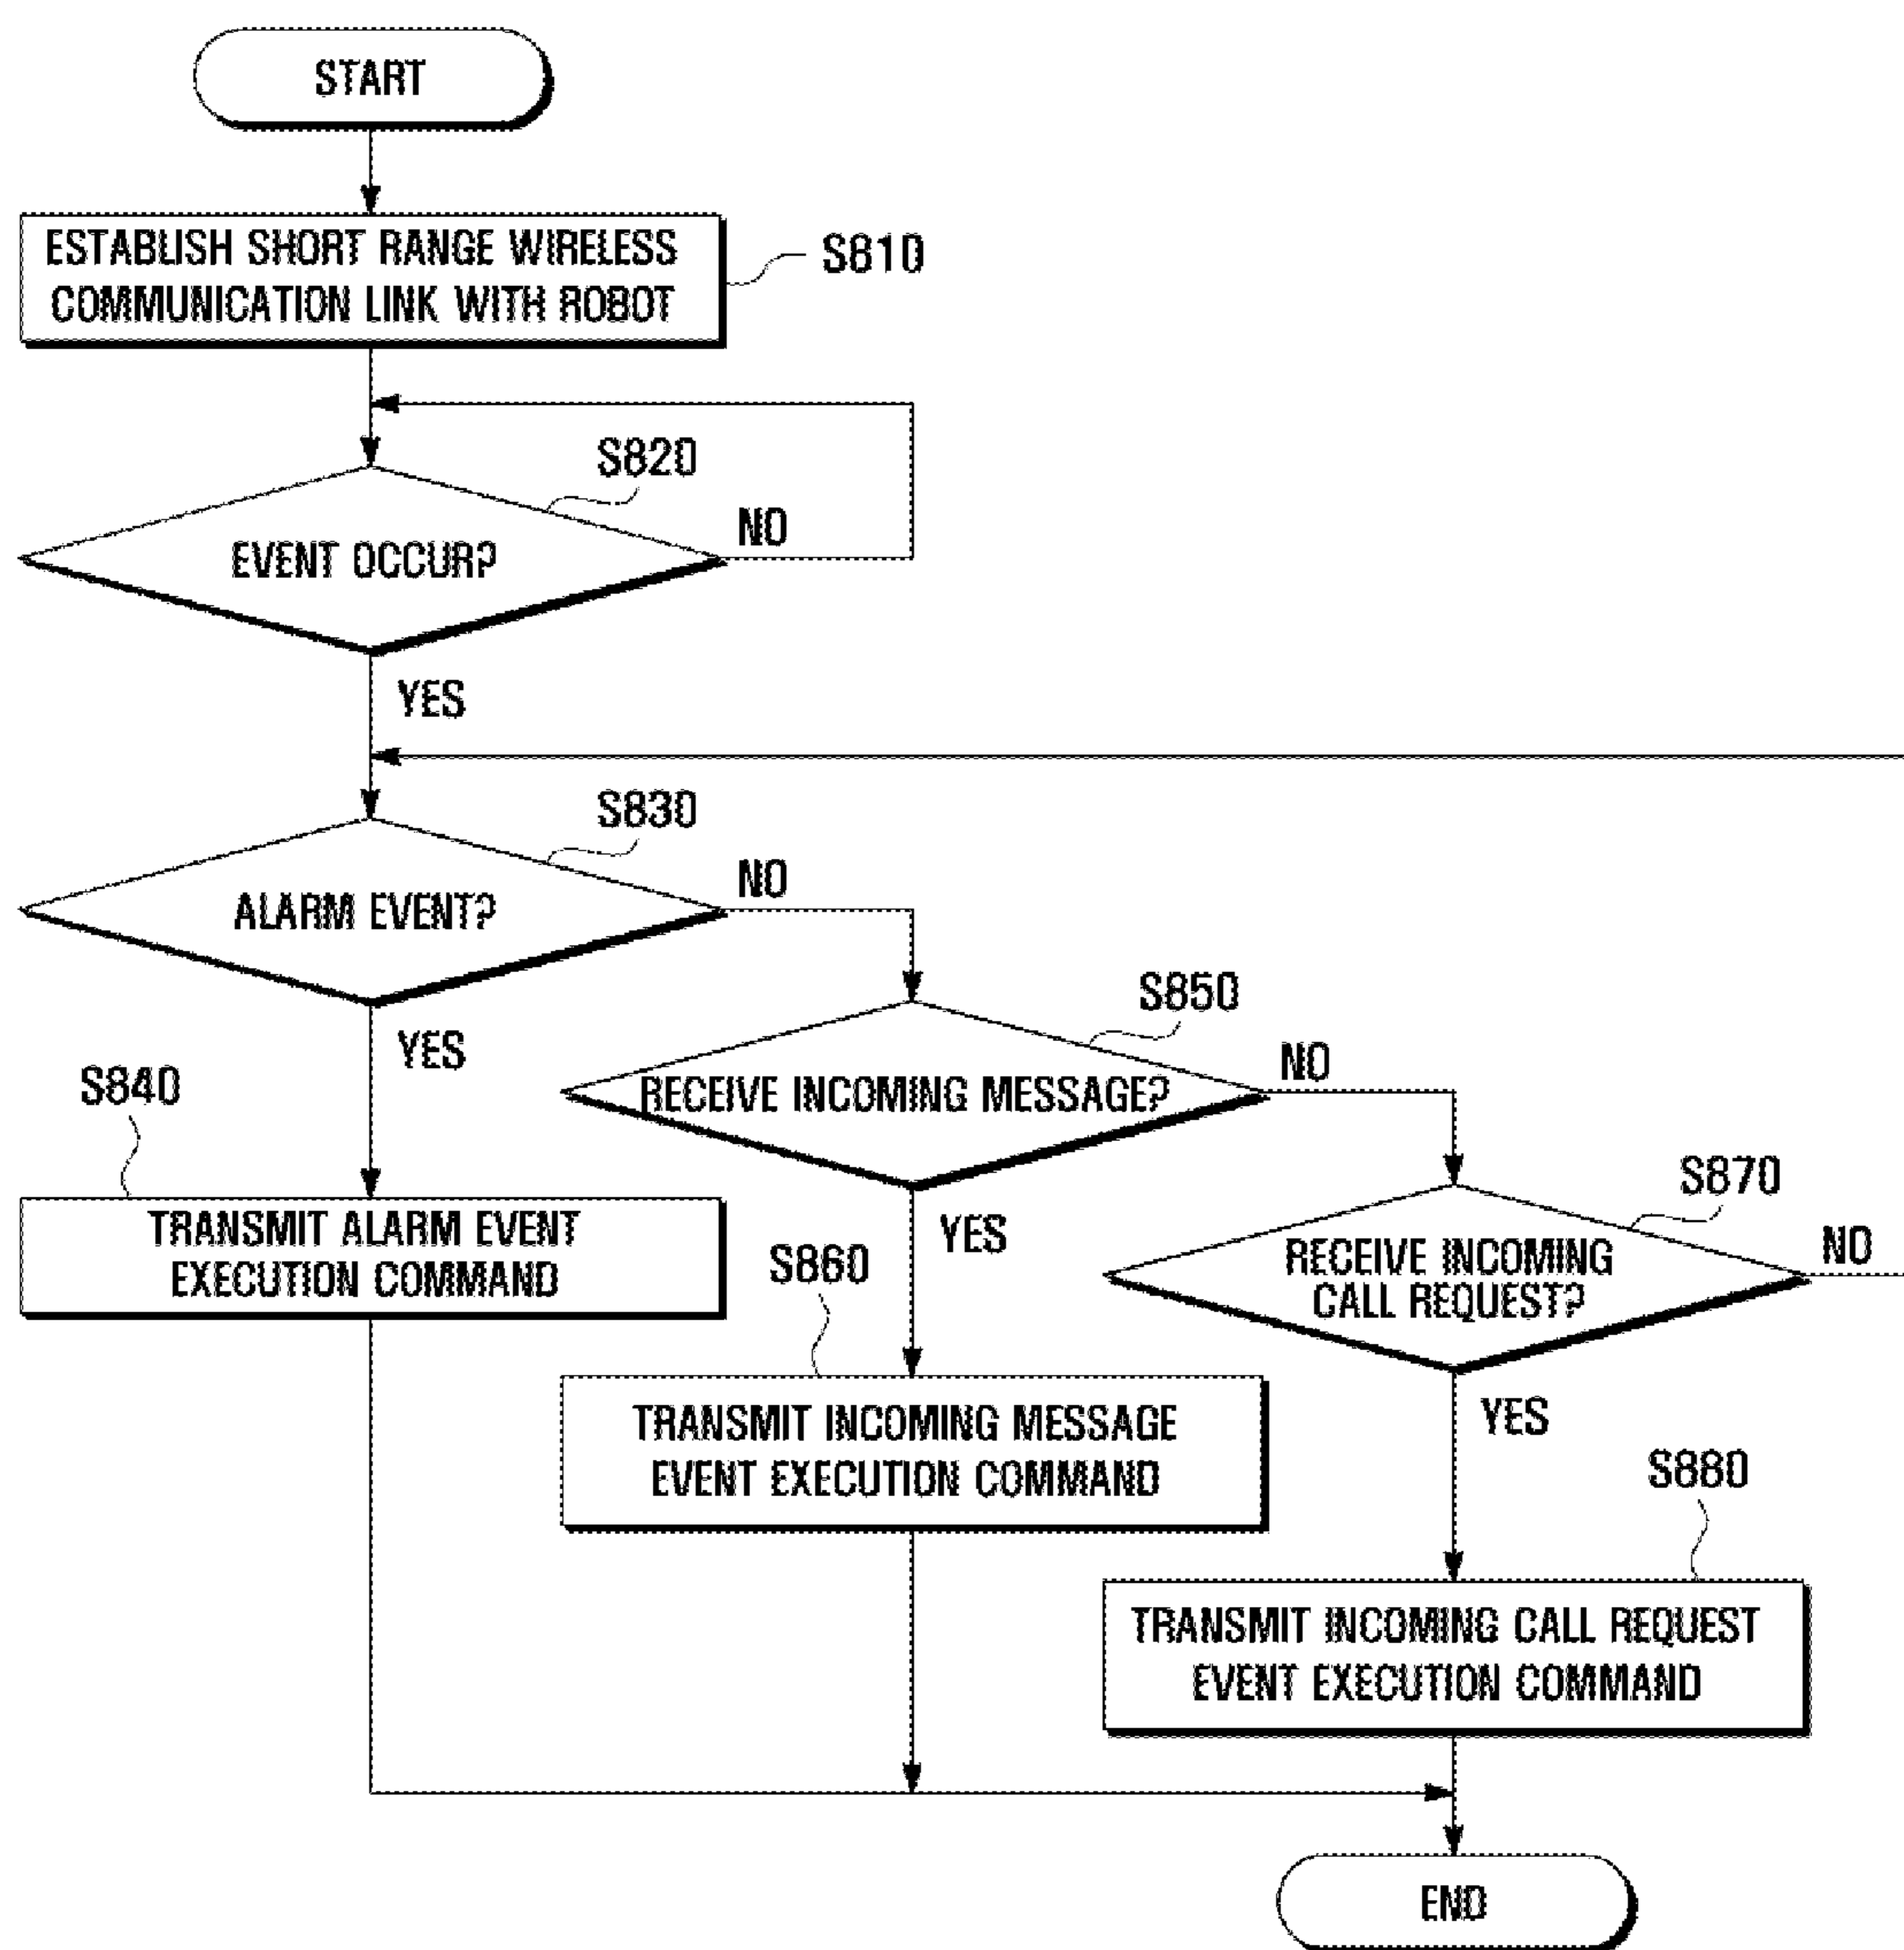 START
ESTABLISH SHORT RANGE WIRELESS
COMMUNICATION LINK WITH ROBOT
S810
S820
NO
EVENT OCCUR?
YES
S830
NO
ALARM EVENT?
YES
S850
NO
RECEIVE INCOMING MESSAGE?
S840
YES
S870
NO
RECEIVE INCOMING
CALL REQUEST?
TRANSMIT ALARM EVENT
EXECUTION COMMAND
S860
YES
TRANSMIT INCOMING MESSAGE
EVENT EXECUTION COMMAND
S880
TRANSMIT INCOMING CALL REQUEST
EVENT EXECUTION COMMAND
END